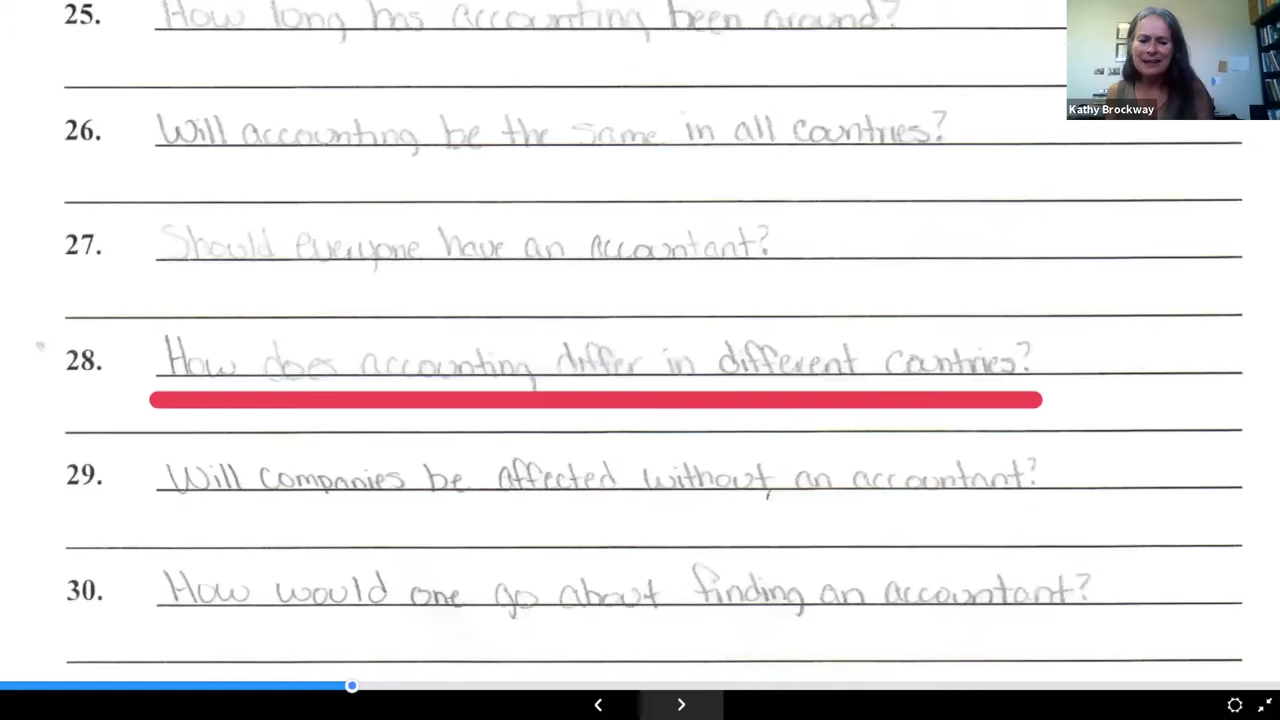 25. How long has accounting been around?
Kathy Brockway
26. Will accounting be the same in all countries?
27. Should everyone have an accountant?
28. How does accounting differ in different countries?
29. Will companies be affected without an accountant?
30. How would one go about finding an accountant?